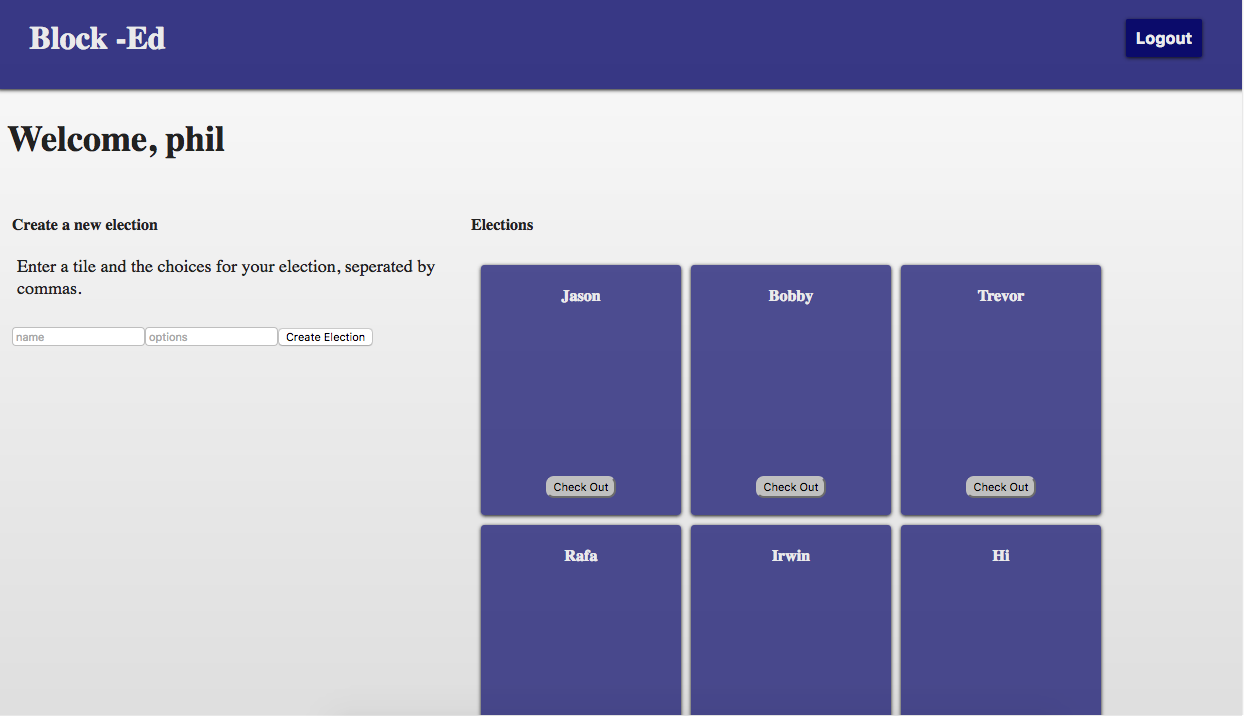 Block -Ed
Logout
Welcome, phil
Create a new election
Enter a tile and the choices for your election, seperated by
commas.
name
options
Create Election
Elections
Jason
Bobby
Trevor
Check Out
Check Out
Check Out
Rafa
Irwin
Hi